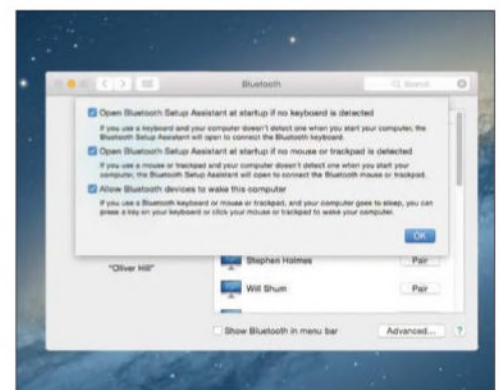 Bluetooth
Search
Open Bluetooth Setup Assistant at startup if no keyboard is detected
If you use a keyboard and your computer doesn't detect one when you start your computer, the
Bluetooth Setup Assistant will open to connect the Bluetooth keyboard.
Open Bluetooth Setup Assistant at startup if no mouse or trackpad is detected
If you use a mouse or trackpad and your computer doesn't detect one when you start your
computer, the Bluetooth Setup Assistant will open to connect the Bluetooth mouse or trackpad.
Allow Bluetooth devices to wake this computer
If you use a Bluetooth keyboard or mouse or trackpad, and your computer goes to sleep, you can
press a key on your keyboard or click your mouse or trackpad to wake your computer.
OK
"Oliver Hill"
Stephen Holmes
Pair
Will Shum
Pair
Show Bluetooth in menu bar
Advanced...
?